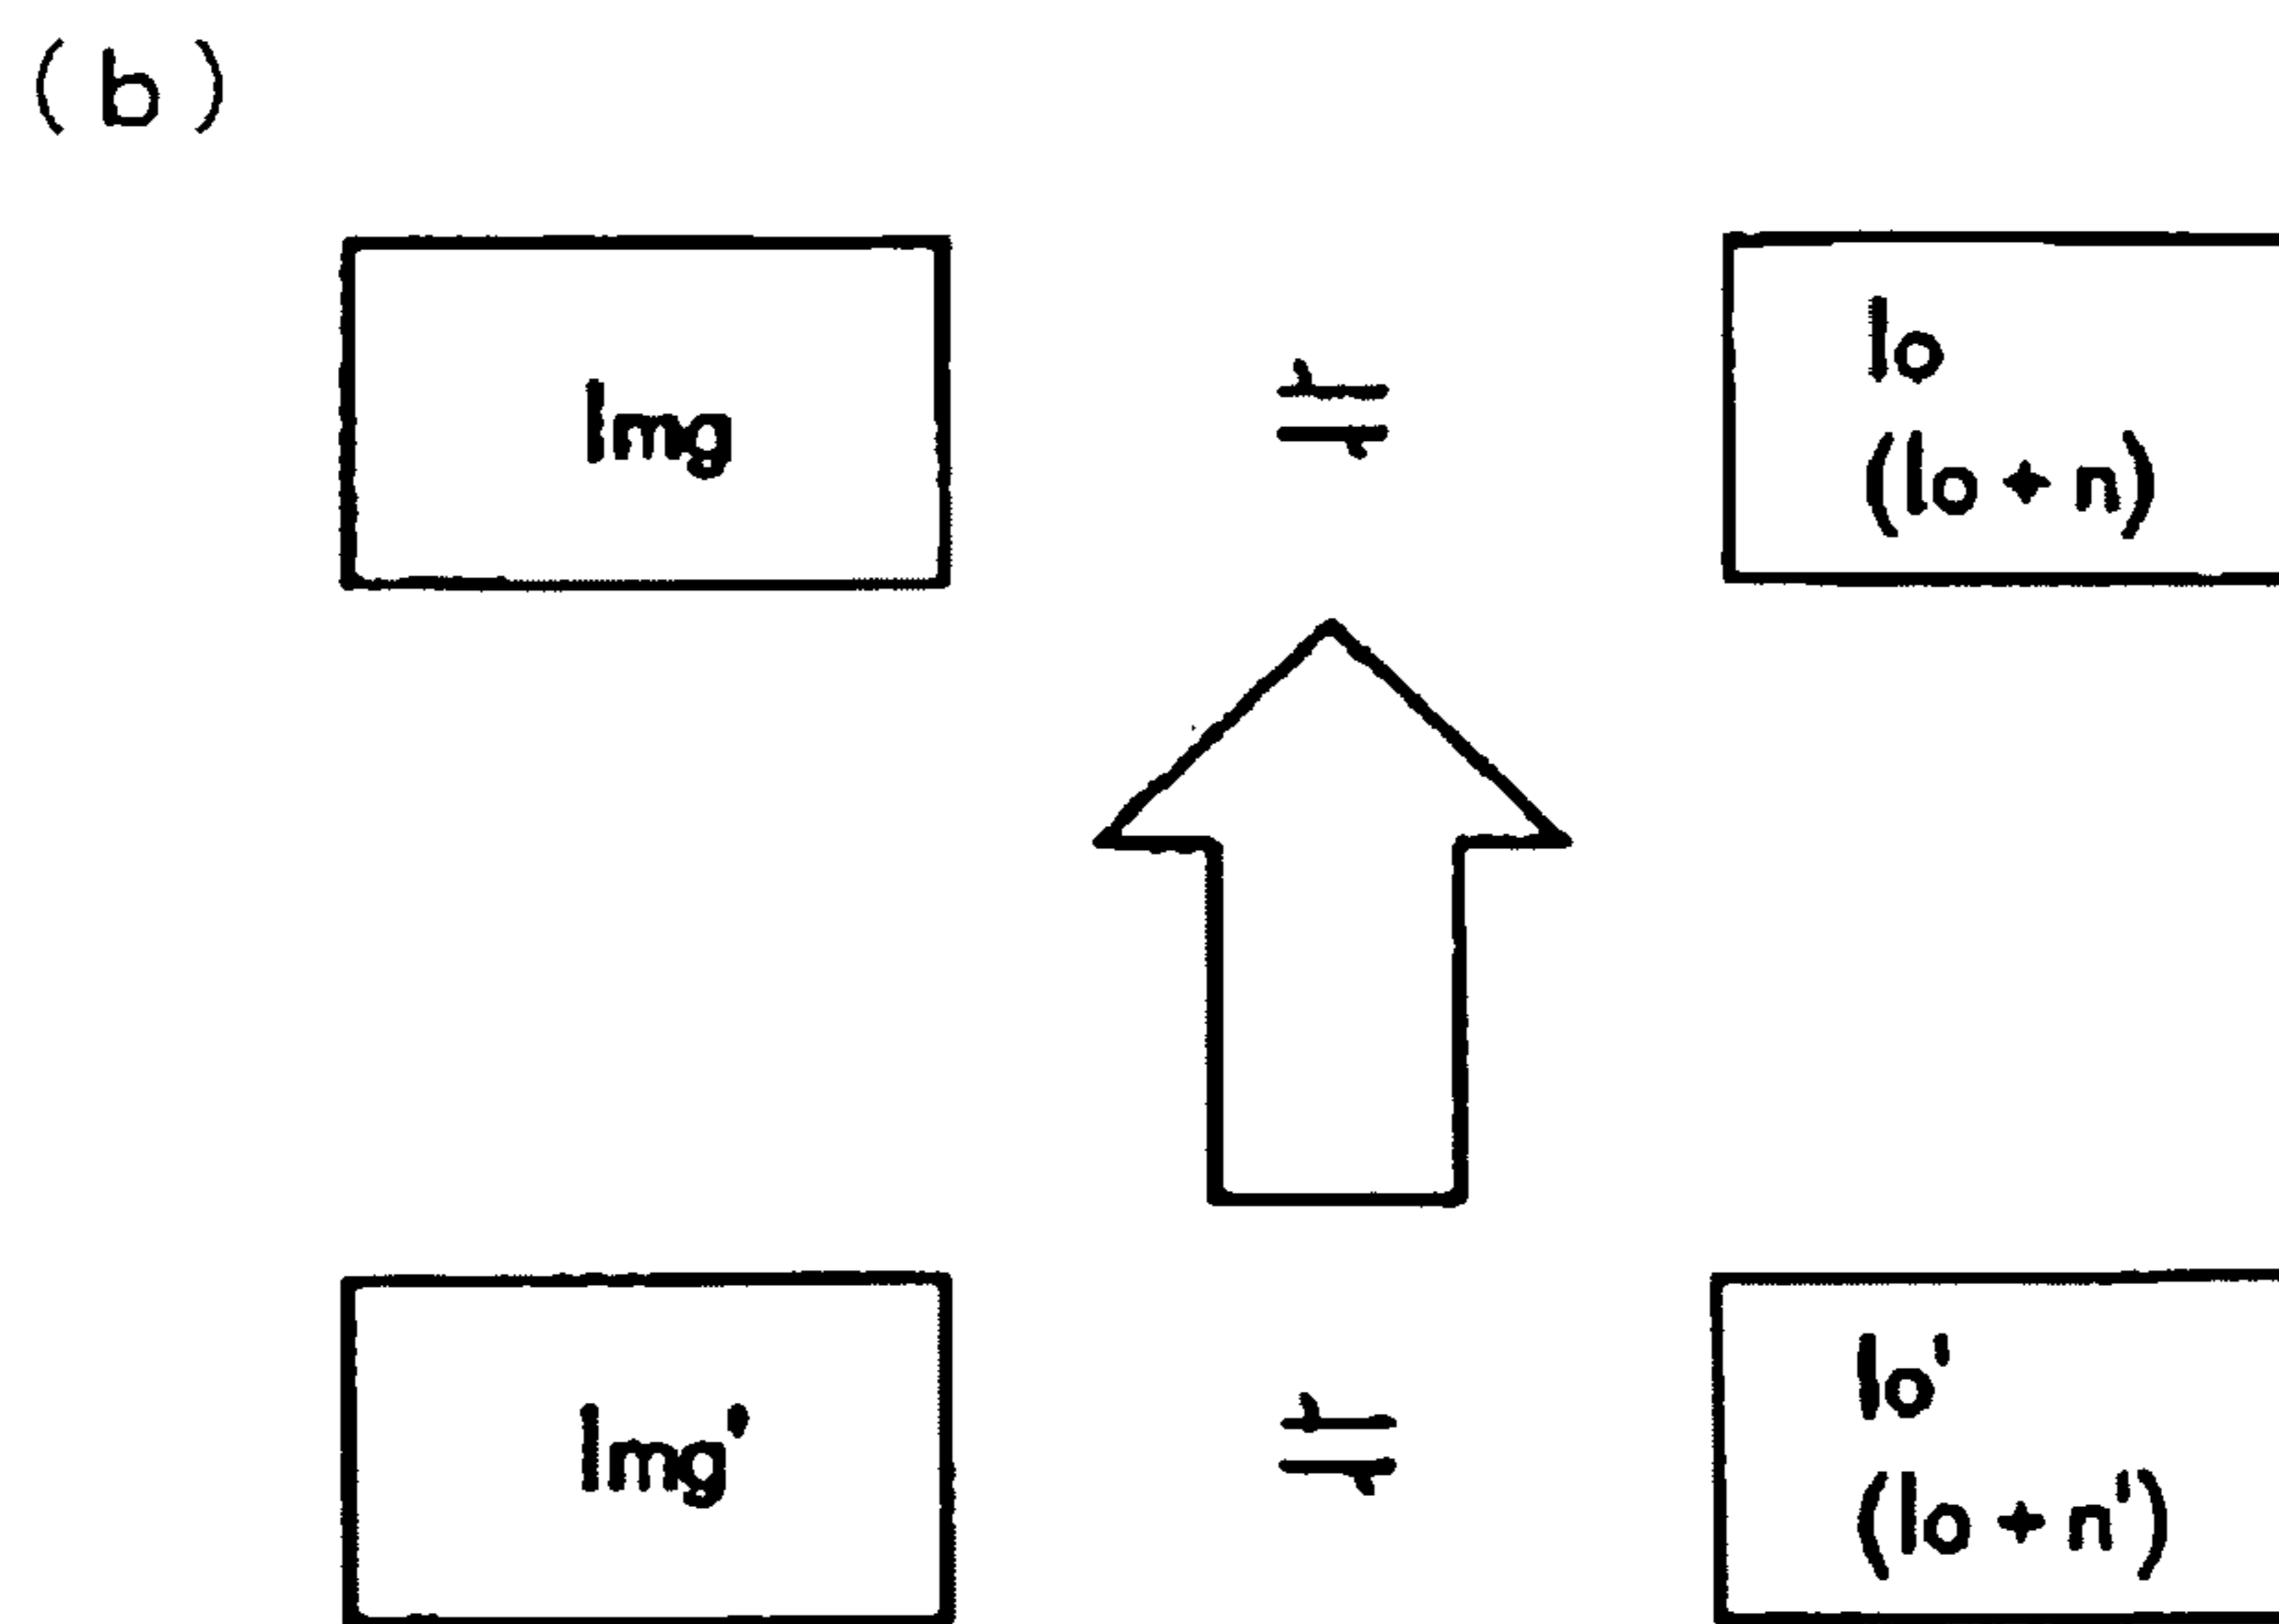 (b)
Img
≒
Io
(Io + n)
Img'
≒
Io'
(Io + n')